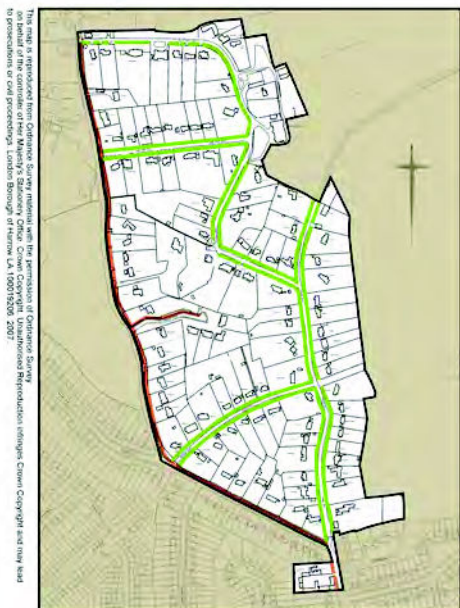 This map is reproduced from Ordnance Survey material with the permission of Ordnance Survey
on behalf of the controller of Her Majesty's Stationery Office. Crown Copyright. Unauthorised Reproduction infringes Crown Copyright and may lead
to prosecutions or civil proceedings. London Borough of Harrow LA.100019206. 2007